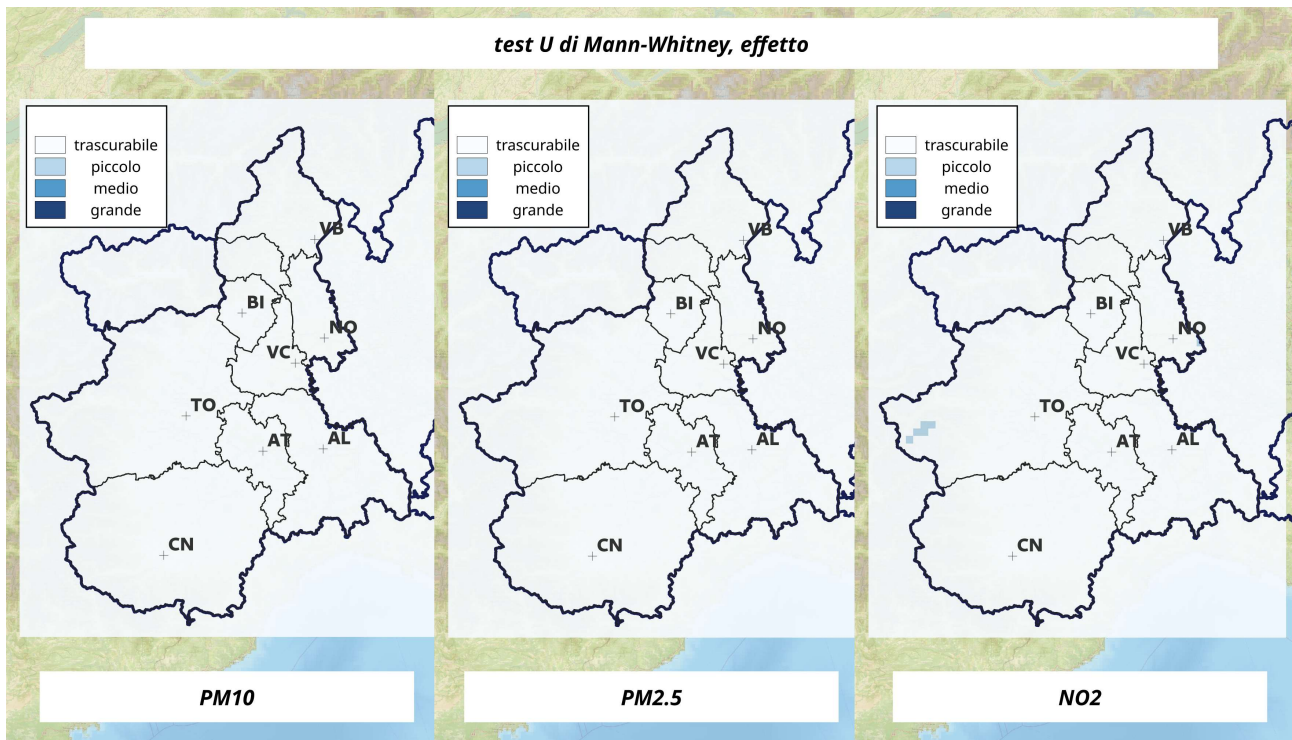 test U di Mann-Whitney, effetto
trascurabile
piccolo
medio
grande
VB
BI
NO
VC
TO
AT
AL
CN
PM10
trascurabile
piccolo
medio
grande
VB
BI
NO
VC
TO
AT
AL
CN
PM2.5
trascurabile
piccolo
medio
grande
VB
BI
NO
VC
TO
AT
AL
CN
NO2